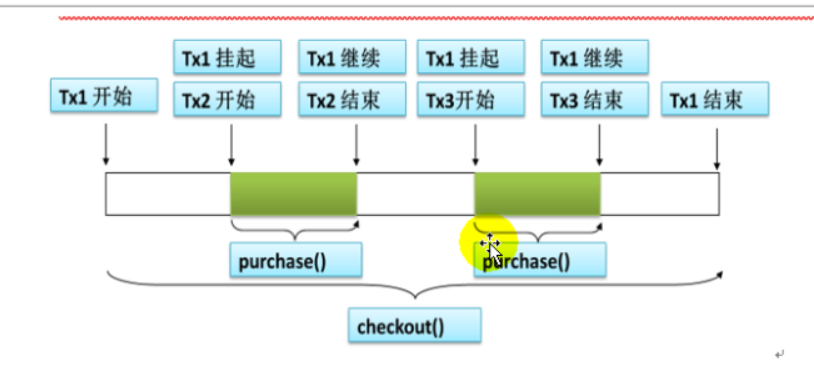 Tx1 挂起
Tx1 继续
Tx1 挂起
Tx1 继续
Tx1 开始
Tx2 开始
Tx2 结束
Tx3开始
Tx3 结束
Tx1 结束
purchase()
purchase()
checkout()